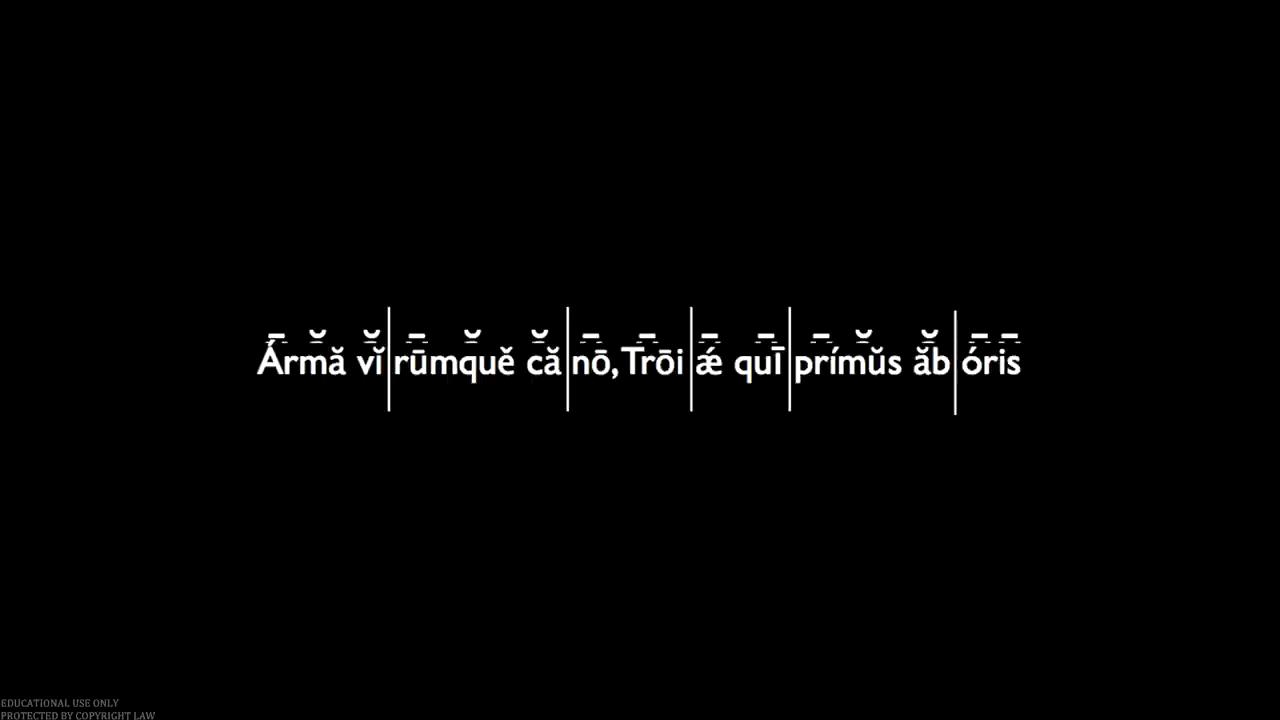 Ármă vĭ|rūmquĕ că|nō, Trōi|ǽ quī|prímŭs ăb|óris
EDUCATIONAL USE ONLY
PROTECTED BY COPYRIGHT LAW